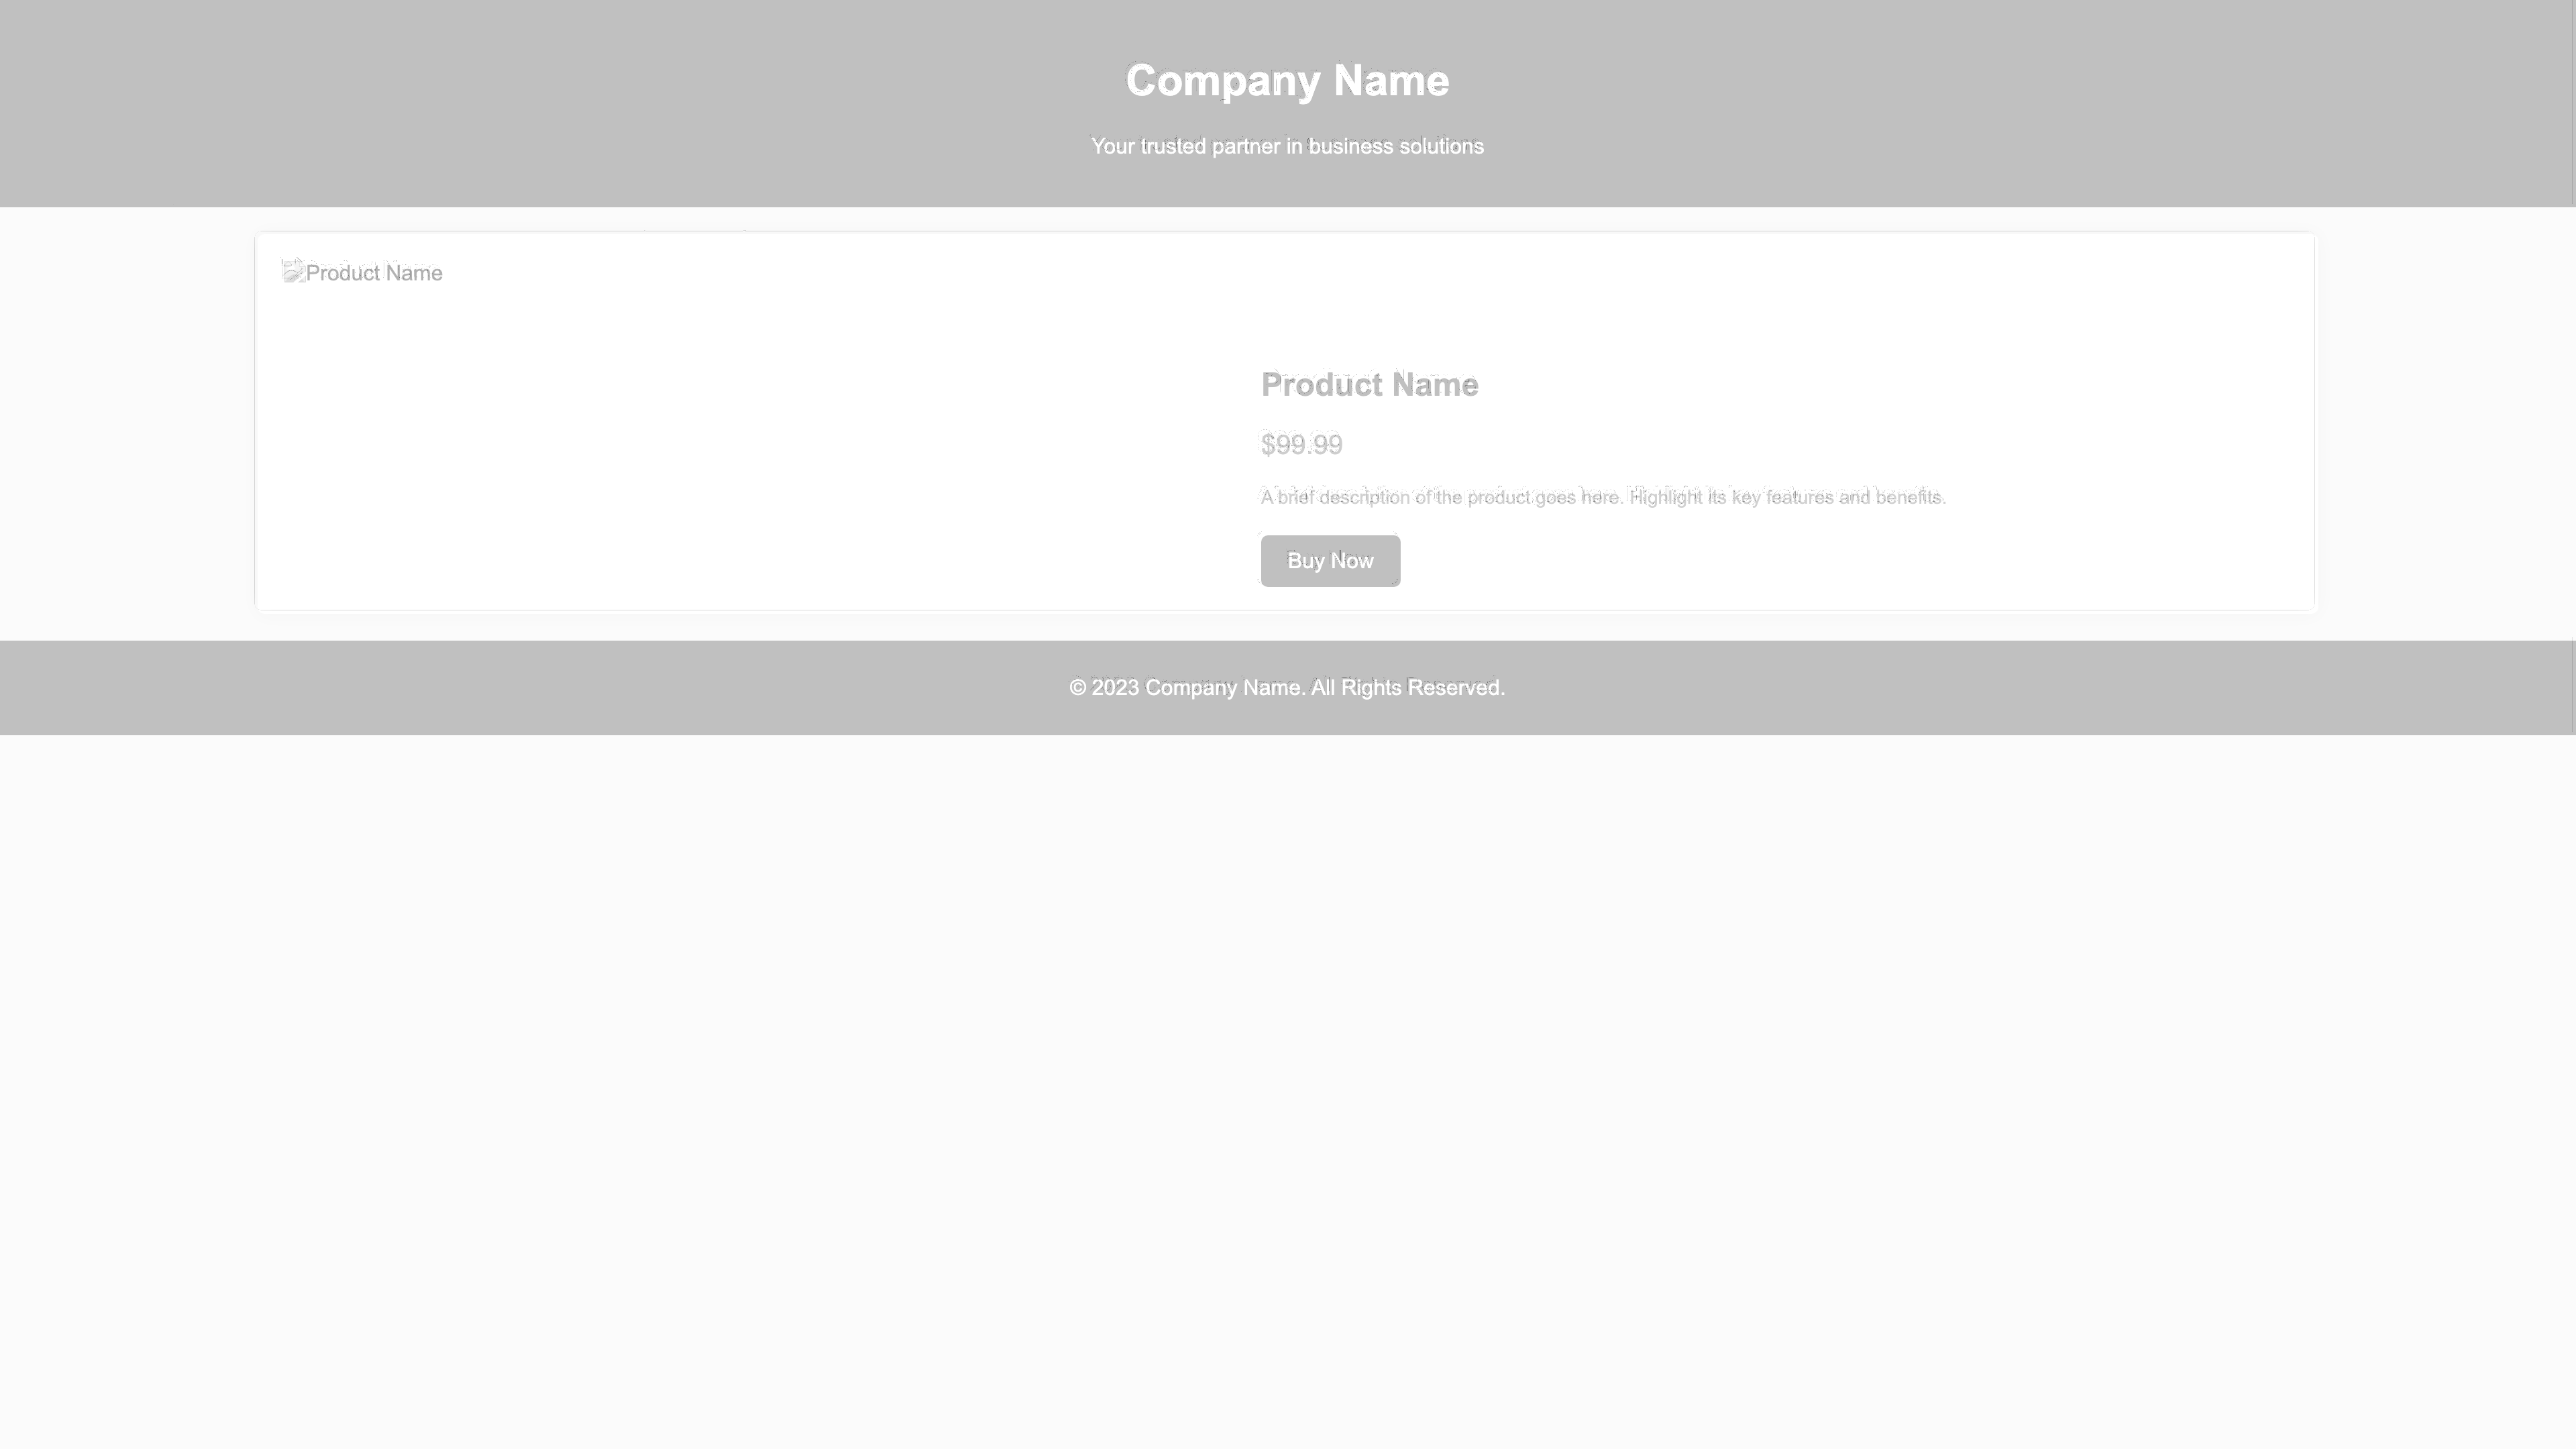 Company Name
Your trusted partner in business solutions
Product Name
Product Name
$99.99
A brief description of the product goes here. Highlight its key features and benefits.
Buy Now
© 2023 Company Name. All Rights Reserved.